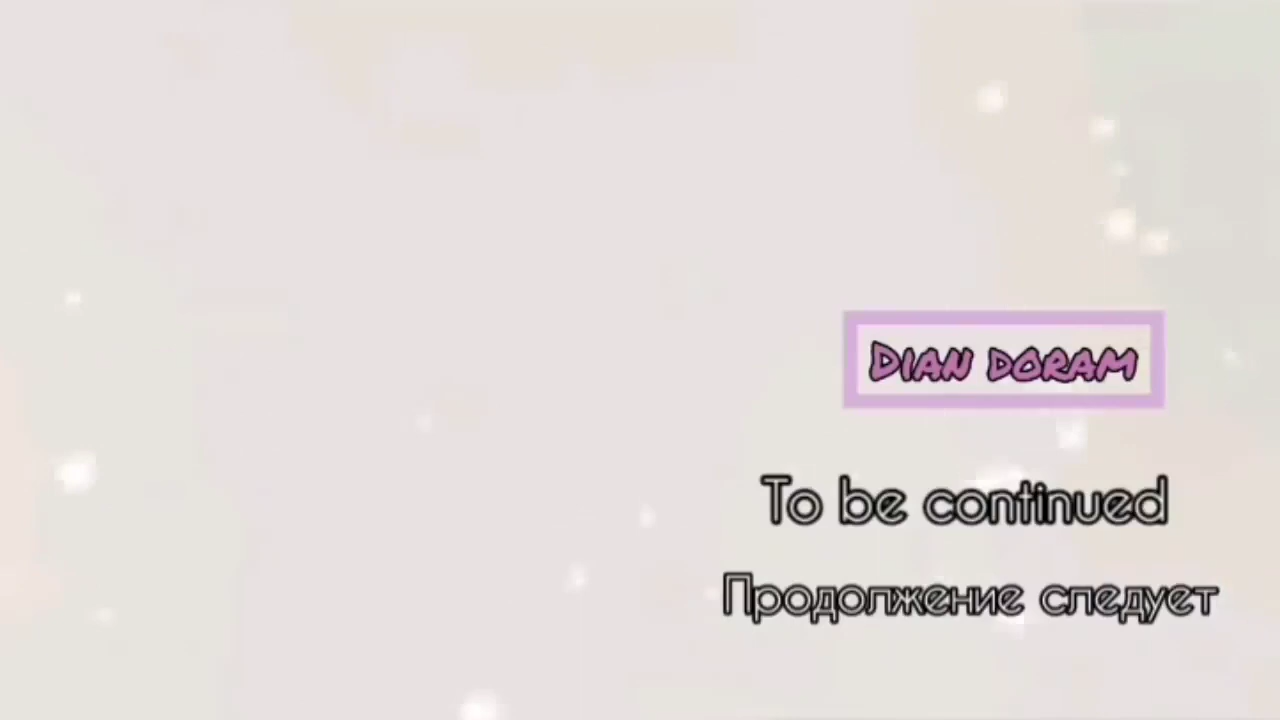 Dian doram
To be continued
Продолжение следует